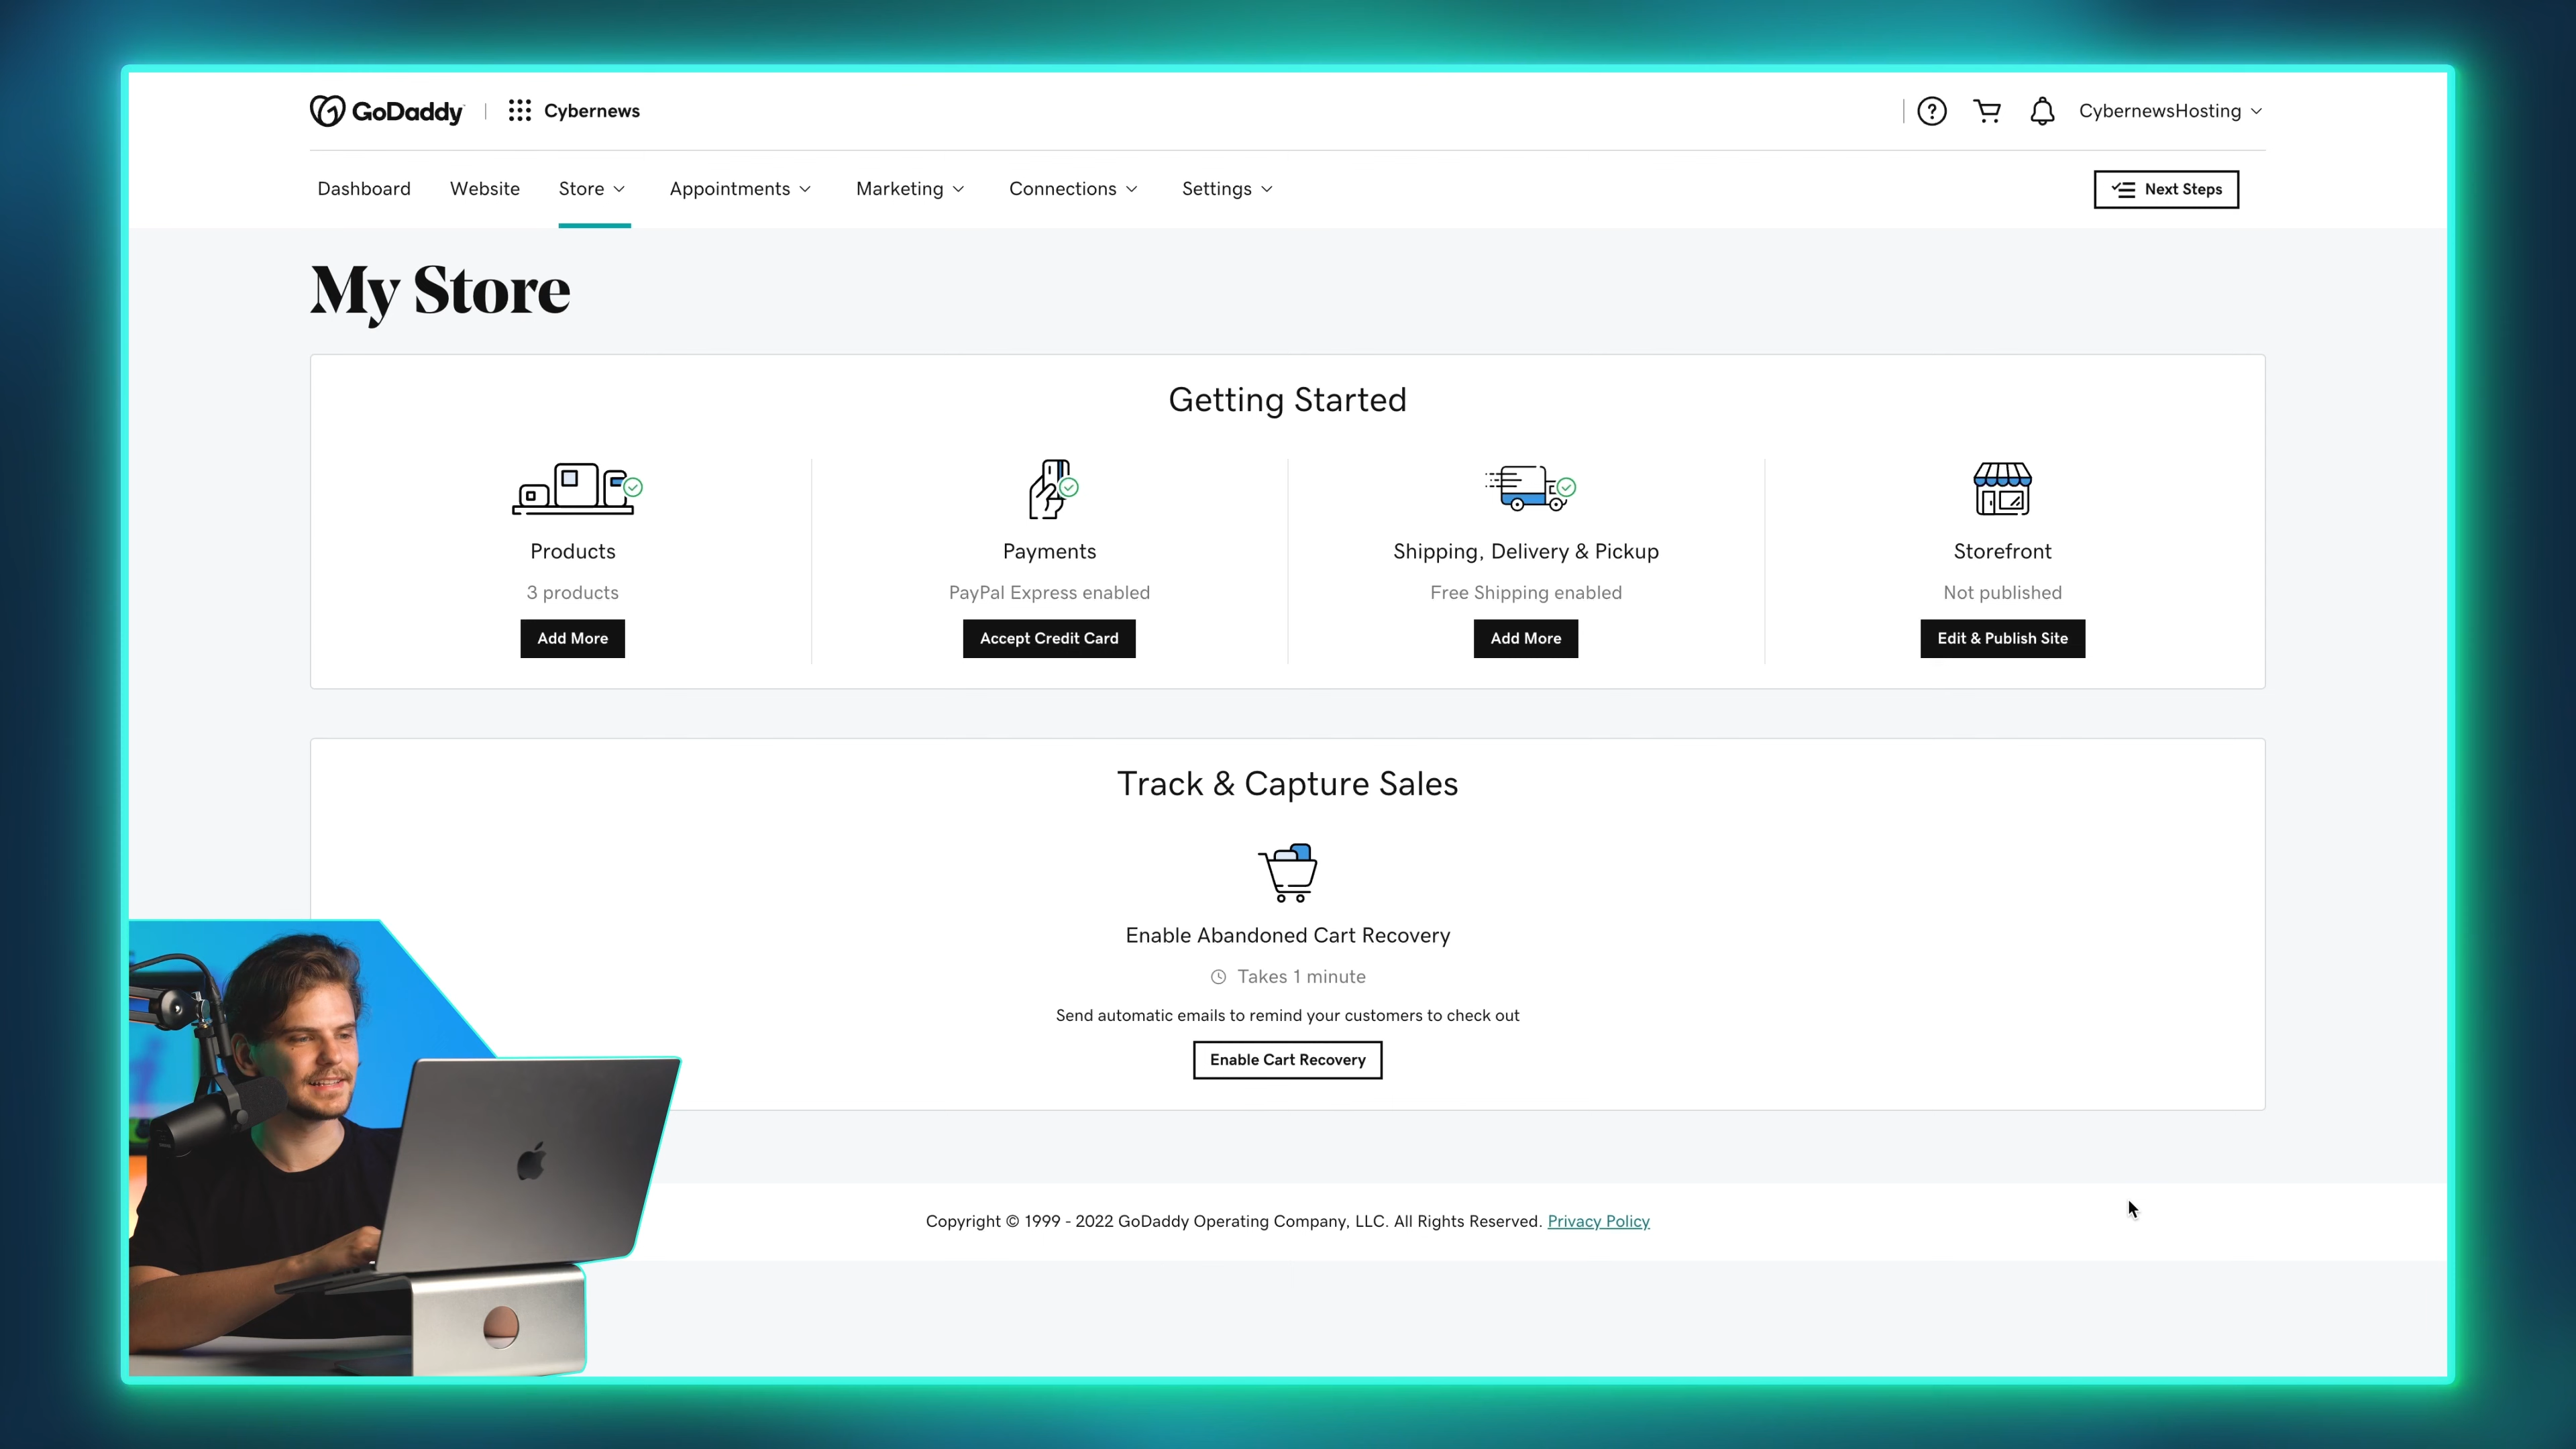 GoDaddy Cybernews CybernewsHosting
Dashboard Website Store Appointments Marketing Connections Settings Next Steps
My Store
Getting Started
Products Payments Shipping, Delivery & Pickup Storefront
3 products PayPal Express enabled Free Shipping enabled Not published
Add More Accept Credit Card Add More Edit & Publish Site
Track & Capture Sales
Enable Abandoned Cart Recovery
Takes 1 minute
Send automatic emails to remind your customers to check out
Enable Cart Recovery
Copyright © 1999 - 2022 GoDaddy Operating Company, LLC. All Rights Reserved. Privacy Policy